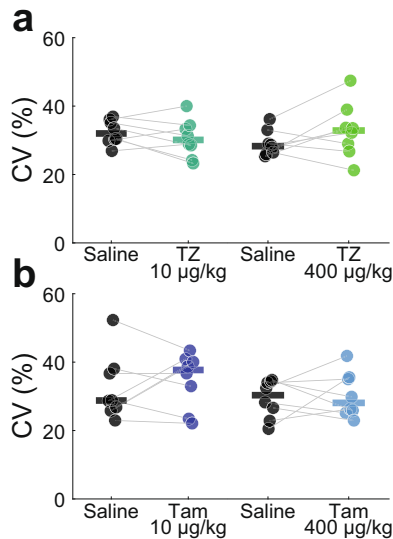 a
60
40
20
0
CV (%)
Saline TZ Saline TZ
10 µg/kg 400 µg/kg
b
60
40
20
0
CV (%)
Saline Tam Saline Tam
10 µg/kg 400 µg/kg